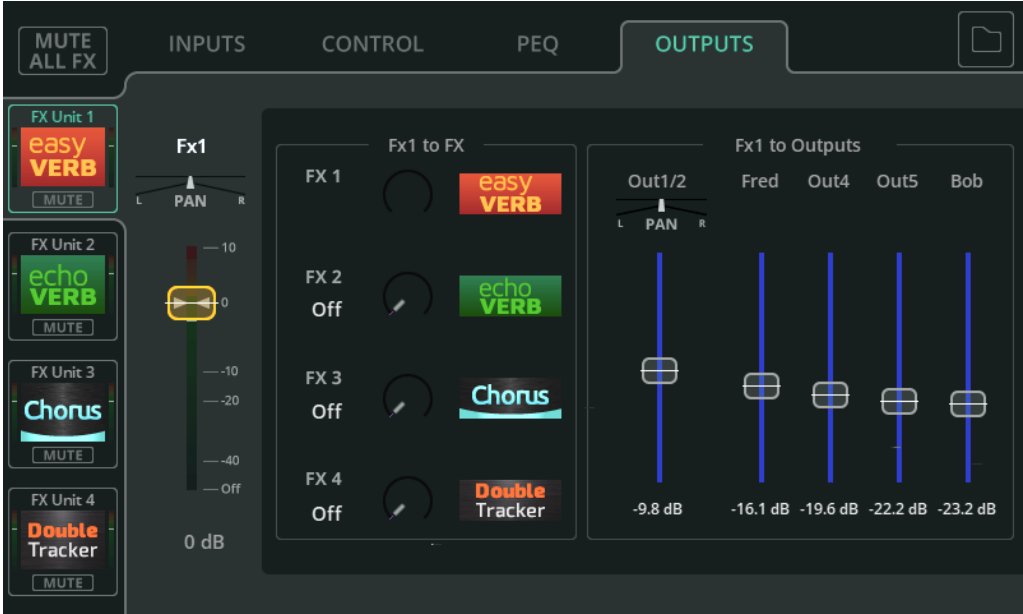 MUTE
ALL FX
INPUTS
CONTROL
PEQ
OUTPUTS
FX Unit 1
easy
VERB
MUTE
FX Unit 2
echo
VERB
MUTE
FX Unit 3
Chorus
MUTE
FX Unit 4
Double
Tracker
MUTE
Fx1
L PAN R
10
0
-10
-20
-40
Off
0 dB
Fx1 to FX
FX 1
easy
VERB
FX 2
Off
echo
VERB
FX 3
Off
Chorus
FX 4
Off
Double
Tracker
Fx1 to Outputs
Out1/2 Fred Out4 Out5 Bob
L PAN R
-9.8 dB -16.1 dB -19.6 dB -22.2 dB -23.2 dB